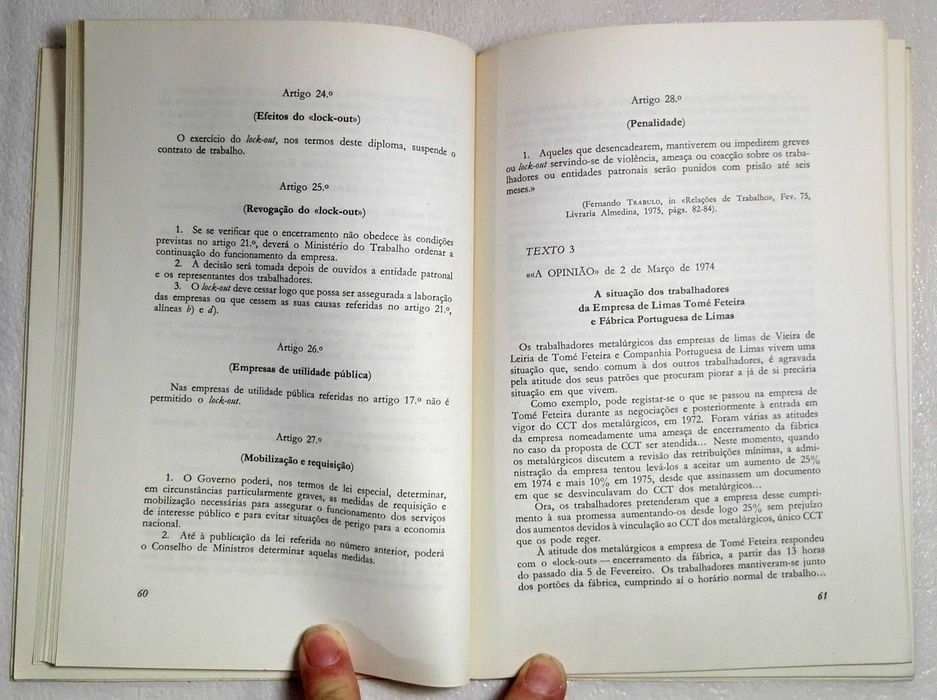 Artigo 24.º
(Efeitos do «lock-out»)
O exercício do lock-out, nos termos deste diploma, suspende o
contrato de trabalho.
Artigo 25.º
(Revogação do «lock-out»)
1. Se se verificar que o encerramento não obedece às condições
previstas no artigo 21.º, deverá o Ministério do Trabalho ordenar a
continuação do funcionamento da empresa.
2. A decisão será tomada depois de ouvidos a entidade patronal
e os representantes dos trabalhadores.
3. O lock-out deve cessar logo que possa ser assegurada a laboração
das empresas ou que cessem as suas causas referidas no artigo 21.º,
alíneas b) e d).
Artigo 26.º
(Empresas de utilidade pública)
Nas empresas de utilidade pública referidas no artigo 17.º não é
permitido o lock-out.
Artigo 27.º
(Mobilização e requisição)
1. O Governo poderá, nos termos de lei especial, determinar,
em circunstâncias particularmente graves, as medidas de requisição e
mobilização necessárias para assegurar o funcionamento dos serviços
de interesse público e para evitar situações de perigo para a economia
nacional.
2. Até à publicação da lei referida no número anterior, poderá
o Conselho de Ministros determinar aquelas medidas.
60
Artigo 28.º
(Penalidade)
1. Aqueles que desencadearem, mantiverem ou impedirem greves
ou lock-out servindo-se de violência, ameaça ou coacção sobre os traba-
lhadores ou entidades patronais serão punidos com prisão até seis
meses.»
(Fernando TRABULO, in «Relações de Trabalho», Fev. 75,
Livraria Almedina, 1975, págs. 82-84).
TEXTO 3
««A OPINIÃO» de 2 de Março de 1974
A situação dos trabalhadores
da Empresa de Limas Tomé Feteira
e Fábrica Portuguesa de Limas
Os trabalhadores metalúrgicos das empresas de limas de Vieira de
Leiria de Tomé Feteira e Companhia Portuguesa de Limas vivem uma
situação que, sendo comum à dos outros trabalhadores, é agravada
pela atitude dos seus patrões que procuram piorar a já de si precária
situação em que vivem.
Como exemplo, pode registar-se o que se passou na empresa de
Tomé Feteira durante as negociações e posteriormente à entrada em
vigor do CCT dos metalúrgicos, em 1972. Foram várias as atitudes
da empresa nomeadamente uma ameaça de encerramento da fábrica
no caso da proposta de CCT ser atendida... Neste momento, quando
os metalúrgicos discutem a revisão das retribuições mínimas, a admi-
nistração da empresa tentou levá-los a aceitar um aumento de 25%
em 1974 e mais 10% em 1975, desde que assinassem um documento
em que se desvinculavam do CCT dos metalúrgicos...
Ora, os trabalhadores pretenderam que a empresa desse cumpri-
mento à sua promessa aumentando-os desde logo 25% sem prejuízo
dos aumentos devidos à vinculação ao CCT dos metalúrgicos, único CCT
que os pode reger.
À atitude dos metalúrgicos a empresa de Tomé Feteira respondeu
com o «lock-out» — encerramento da fábrica, a partir das 13 horas
do passado dia 5 de Fevereiro. Os trabalhadores mantiveram-se junto
dos portões da fábrica, cumprindo aí o horário normal de trabalho...
61